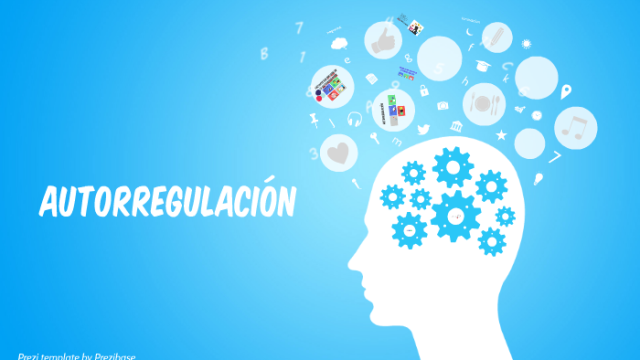 AUTORREGULACIÓN
Prezi template by Prezibase